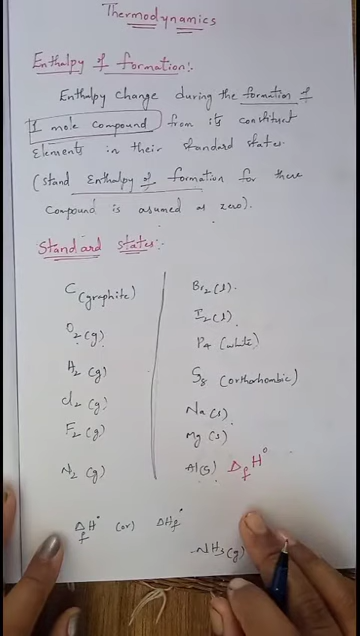 Thermodynamics
Enthalpy of formation:-
Enthalpy change during the formation of
1 mole compound from its constituent
Elements in their standard states.
(stand Enthalpy of formation for there
compound is asumed as zero).
Standard states:-
C (graphite)
O2 (g)
H2 (g)
Cl2 (g)
F2 (g)
N2 (g)
Br2 (l).
I2 (l).
P4 (white)
S8 (orthorhombic)
Na (s)
Mg (s)
Al (s) ΔfH°
ΔfH° (or) ΔHf°
NH3 (g)